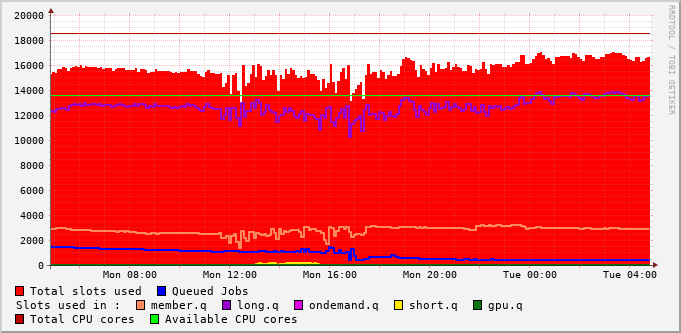 20000
18000
16000
14000
12000
10000
8000
6000
4000
2000
0
Mon 08:00 Mon 12:00 Mon 16:00 Mon 20:00 Tue 00:00 Tue 04:00
RRDTOOL / TOBI OETIKER
Total slots used Queued Jobs
Slots used in : member.q long.q ondemand.q short.q gpu.q
Total CPU cores Available CPU cores